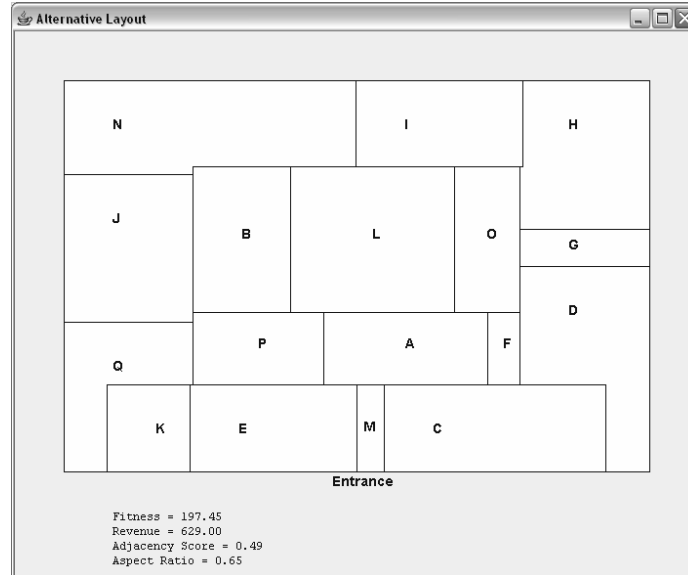 Alternative Layout
N I H
J B L O G
D
P A F
Q
K E M C
Entrance
Fitness = 197.45
Revenue = 629.00
Adjacency Score = 0.49
Aspect Ratio = 0.65